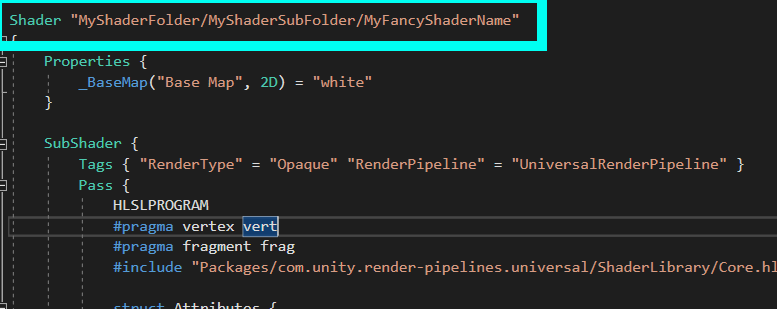 Shader "MyShaderFolder/MyShaderSubFolder/MyFancyShaderName"
{
Properties {
_BaseMap("Base Map", 2D) = "white"
}
SubShader {
Tags { "RenderType" = "Opaque" "RenderPipeline" = "UniversalRenderPipeline" }
Pass {
HLSLPROGRAM
#pragma vertex vert
#pragma fragment frag
#include "Packages/com.unity.render-pipelines.universal/ShaderLibrary/Core.hl
struct Attributes {